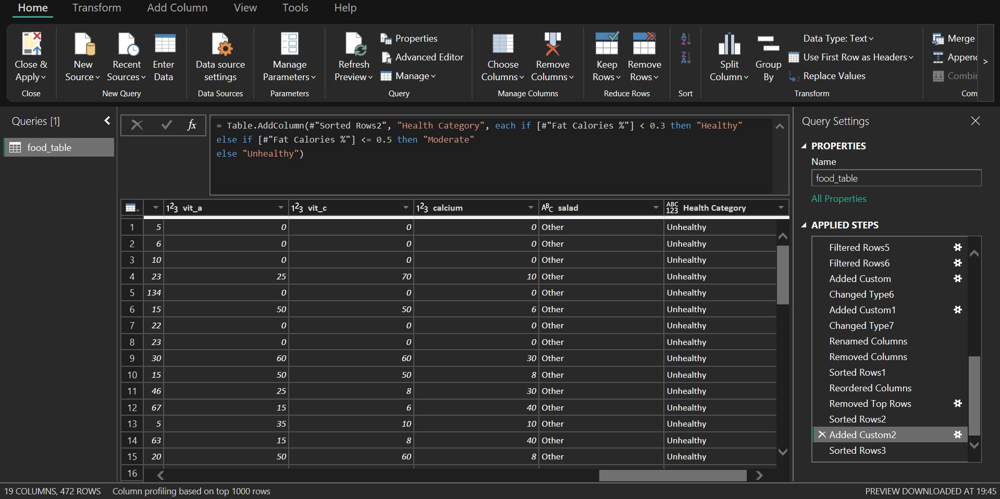 Home Transform Add Column View Tools Help
Close & Apply
New Source
Recent Sources
Enter Data
Data source settings
Manage Parameters
Refresh Preview
Properties
Advanced Editor
Manage
Choose Columns
Remove Columns
Keep Rows
Remove Rows
A Z
Z A
Split Column
Group By
Data Type: Text
Use First Row as Headers
1 2 Replace Values
Merge
Appen
Combi
>
Close New Query Data Sources Parameters Query Manage Columns Reduce Rows Sort Transform Com
Queries [1]
food_table
fx
= Table.AddColumn(#"Sorted Rows2", "Health Category", each if [#"Fat Calories %"] < 0.3 then "Healthy"
else if [#"Fat Calories %"] <= 0.5 then "Moderate"
else "Unhealthy")
123 vit_a 123 vit_c 123 calcium ABC salad ABC 123 Health Category
1 5 0 0 0 Other Unhealthy
2 6 0 0 0 Other Unhealthy
3 10 0 0 0 Other Unhealthy
4 23 25 70 10 Other Unhealthy
5 134 0 0 0 Other Unhealthy
6 15 50 50 6 Other Unhealthy
7 22 0 0 0 Other Unhealthy
8 23 0 0 0 Other Unhealthy
9 30 60 60 30 Other Unhealthy
10 15 50 50 8 Other Unhealthy
11 46 25 8 30 Other Unhealthy
12 67 15 6 40 Other Unhealthy
13 5 35 10 10 Other Unhealthy
14 63 15 8 40 Other Unhealthy
15 20 50 60 8 Other Unhealthy
16
Query Settings
PROPERTIES
Name
food_table
All Properties
APPLIED STEPS
Filtered Rows5
Filtered Rows6
Added Custom
Changed Type6
Added Custom1
Changed Type7
Renamed Columns
Removed Columns
Sorted Rows1
Reordered Columns
Removed Top Rows
Sorted Rows2
Added Custom2
Sorted Rows3
19 COLUMNS, 472 ROWS Column profiling based on top 1000 rows
PREVIEW DOWNLOADED AT 19:45